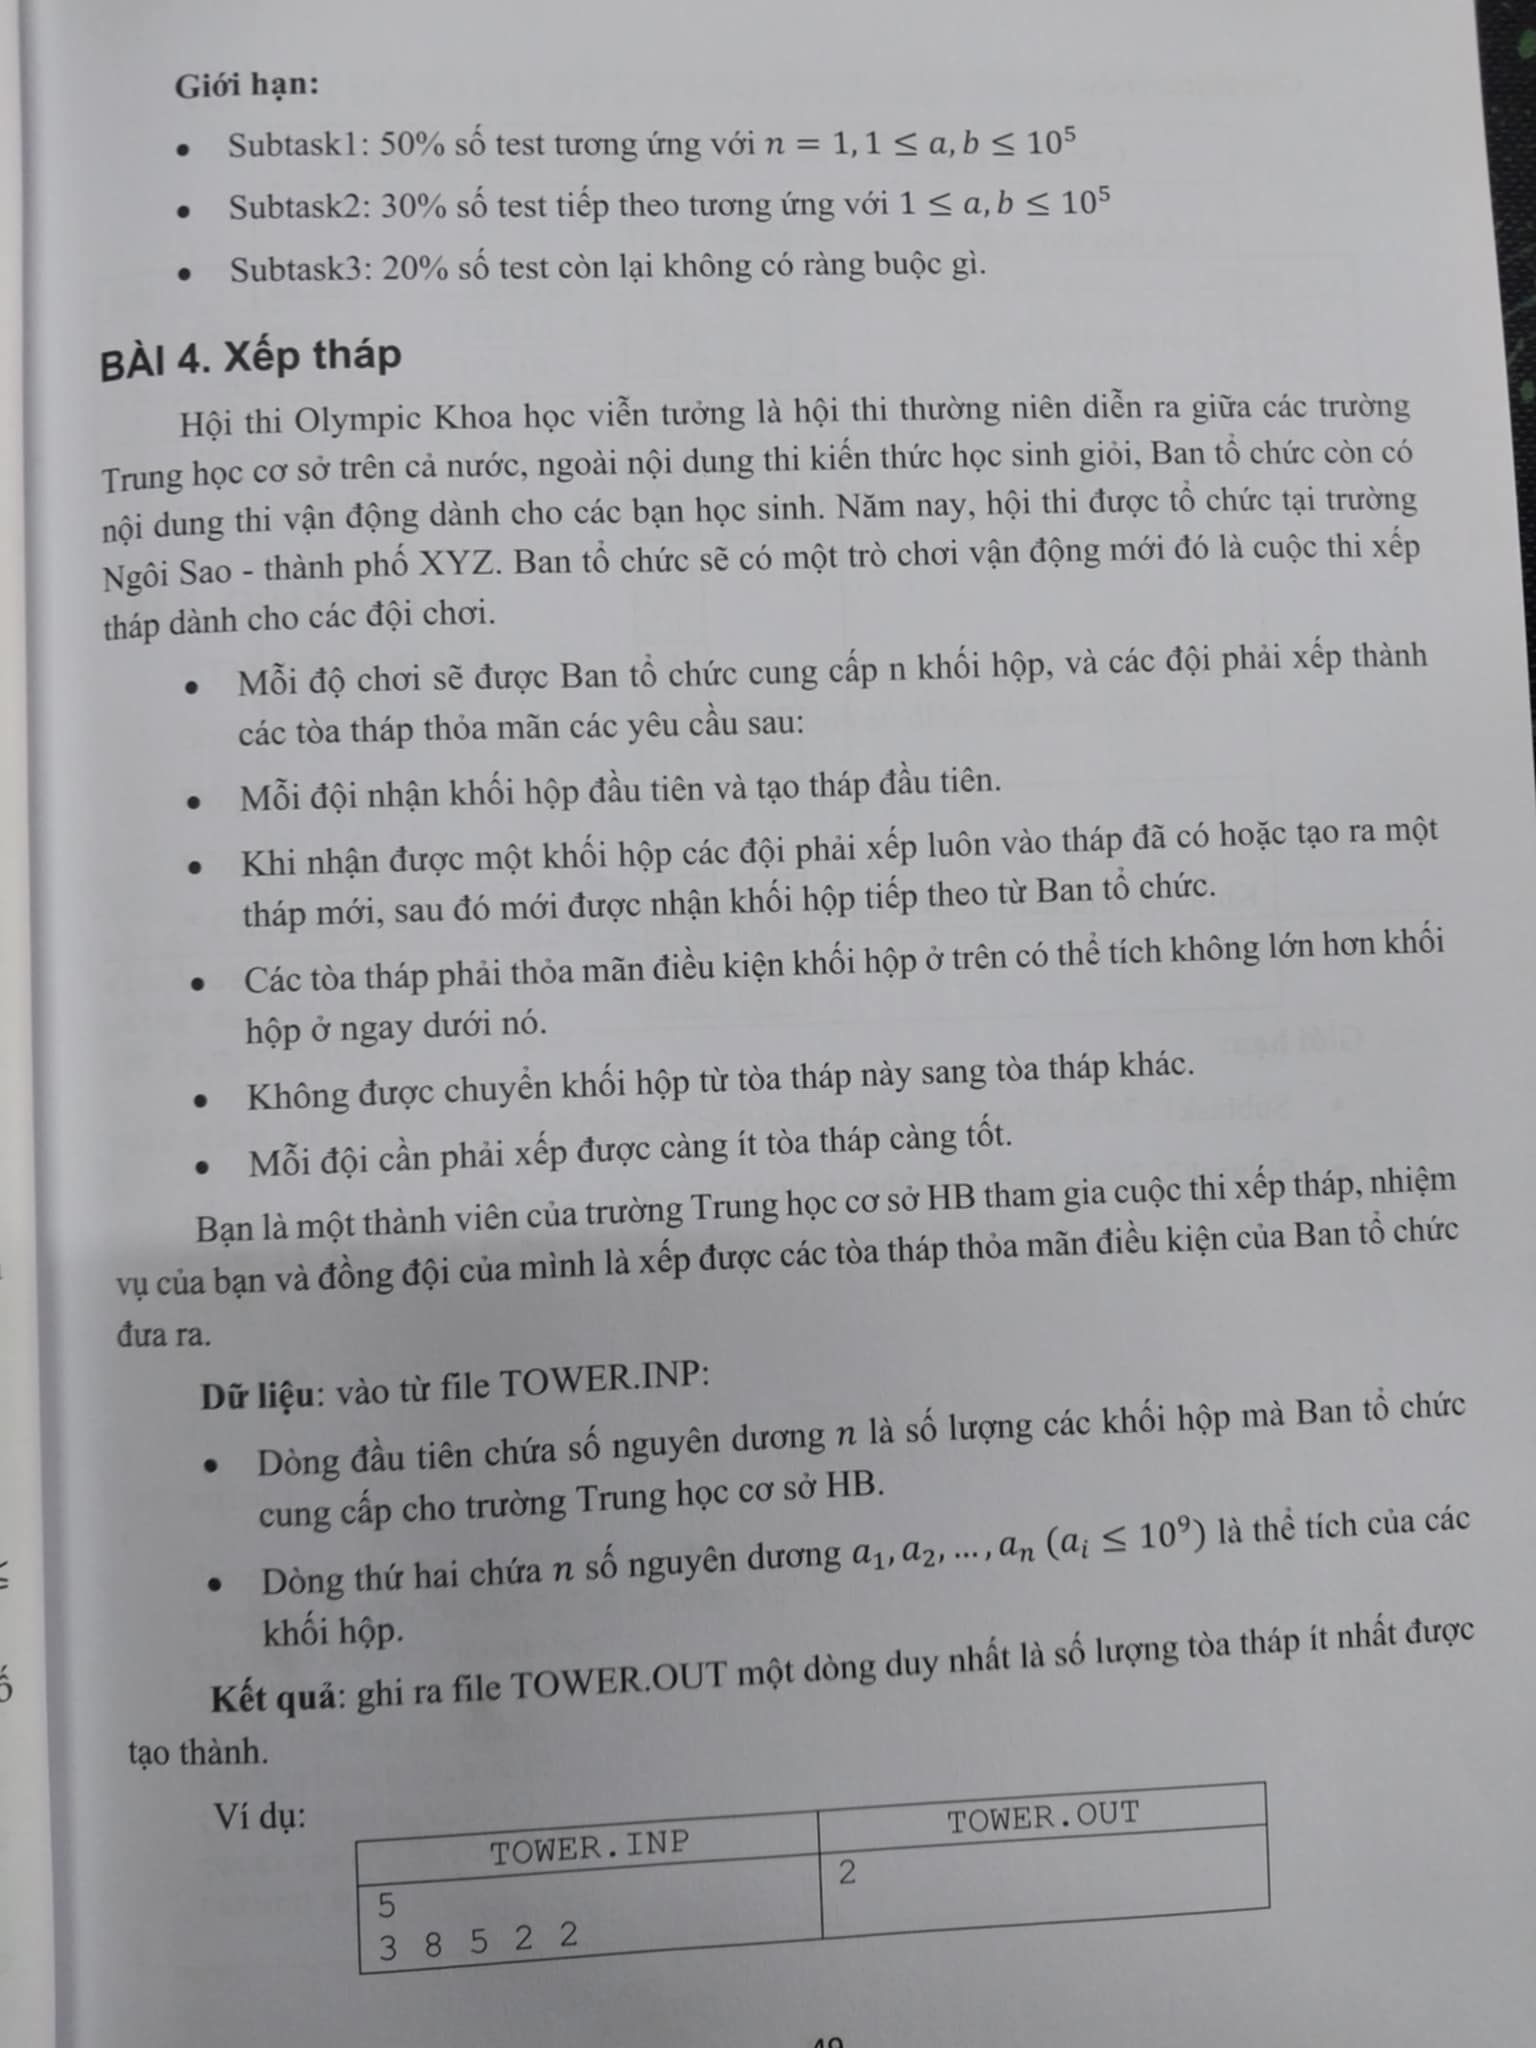 Giới hạn:
• Subtask1: 50% số test tương ứng với n = 1, 1 ≤ a, b ≤ 10⁵
• Subtask2: 30% số test tiếp theo tương ứng với 1 ≤ a, b ≤ 10⁵
• Subtask3: 20% số test còn lại không có ràng buộc gì.
BÀI 4. Xếp tháp
Hội thi Olympic Khoa học viễn tưởng là hội thi thường niên diễn ra giữa các trường
Trung học cơ sở trên cả nước, ngoài nội dung thi kiến thức học sinh giỏi, Ban tổ chức còn có
nội dung thi vận động dành cho các bạn học sinh. Năm nay, hội thi được tổ chức tại trường
Ngôi Sao - thành phố XYZ. Ban tổ chức sẽ có một trò chơi vận động mới đó là cuộc thi xếp
tháp dành cho các đội chơi.
• Mỗi độ chơi sẽ được Ban tổ chức cung cấp n khối hộp, và các đội phải xếp thành
các tòa tháp thỏa mãn các yêu cầu sau:
• Mỗi đội nhận khối hộp đầu tiên và tạo tháp đầu tiên.
• Khi nhận được một khối hộp các đội phải xếp luôn vào tháp đã có hoặc tạo ra một
tháp mới, sau đó mới được nhận khối hộp tiếp theo từ Ban tổ chức.
• Các tòa tháp phải thỏa mãn điều kiện khối hộp ở trên có thể tích không lớn hơn khối
hộp ở ngay dưới nó.
• Không được chuyển khối hộp từ tòa tháp này sang tòa tháp khác.
• Mỗi đội cần phải xếp được càng ít tòa tháp càng tốt.
Bạn là một thành viên của trường Trung học cơ sở HB tham gia cuộc thi xếp tháp, nhiệm
vụ của bạn và đồng đội của mình là xếp được các tòa tháp thỏa mãn điều kiện của Ban tổ chức
đưa ra.
Dữ liệu: vào từ file TOWER.INP:
• Dòng đầu tiên chứa số nguyên dương n là số lượng các khối hộp mà Ban tổ chức
cung cấp cho trường Trung học cơ sở HB.
• Dòng thứ hai chứa n số nguyên dương a₁, a₂, ..., aₙ (aᵢ ≤ 10⁹) là thể tích của các
khối hộp.
Kết quả: ghi ra file TOWER.OUT một dòng duy nhất là số lượng tòa tháp ít nhất được
tạo thành.
Ví dụ:
TOWER.INP TOWER.OUT
5 2
3 8 5 2 2